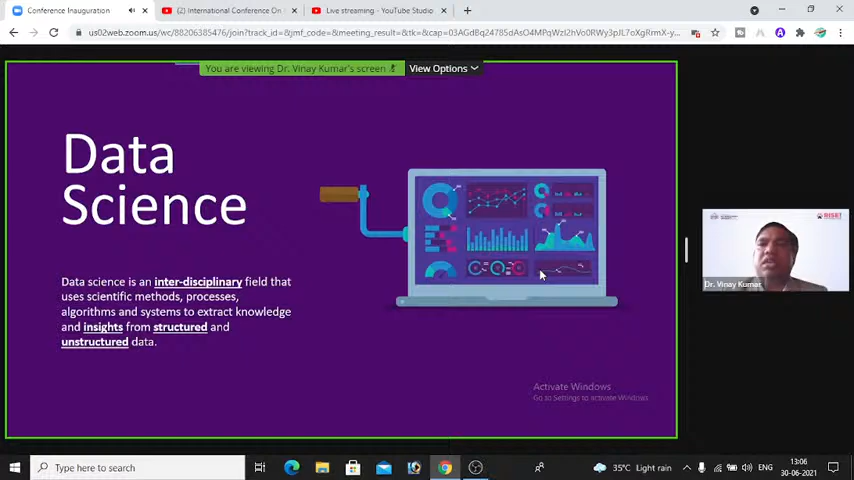 Conference Inauguration
(2) International Conference On
Live streaming - YouTube Studio
You are viewing Dr. Vinay Kumar's screen
View Options
Data
Science
Data science is an inter-disciplinary field that
uses scientific methods, processes,
algorithms and systems to extract knowledge
and insights from structured and
unstructured data.
Dr. Vinay Kumar
Activate Windows
Go to Settings to activate Windows.
Type here to search
35°C Light rain
ENG
13:06
30-06-2021